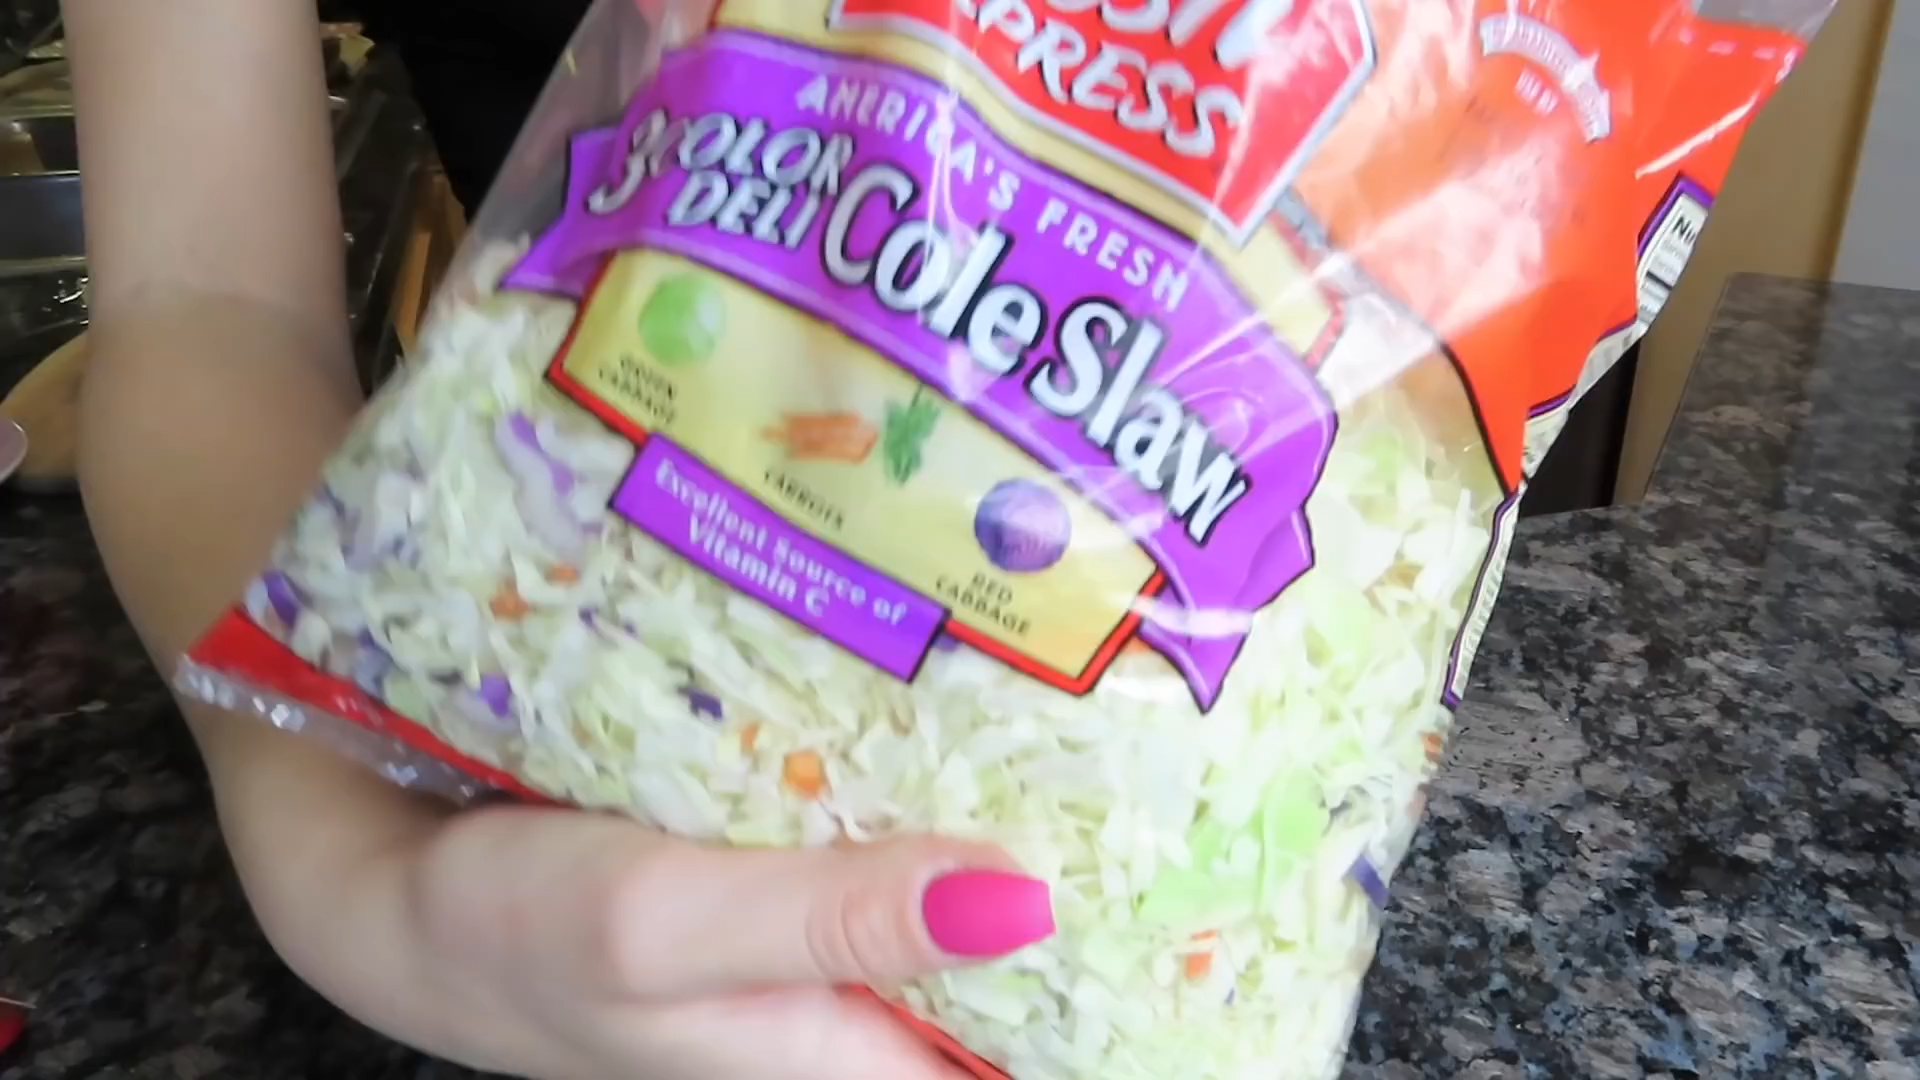 EXPRESS
AMERICA'S FRESH
3 COLOR
DELI
Cole Slaw
GREEN
CABBAGE
CARROTS
RED
CABBAGE
Excellent Source of
Vitamin C